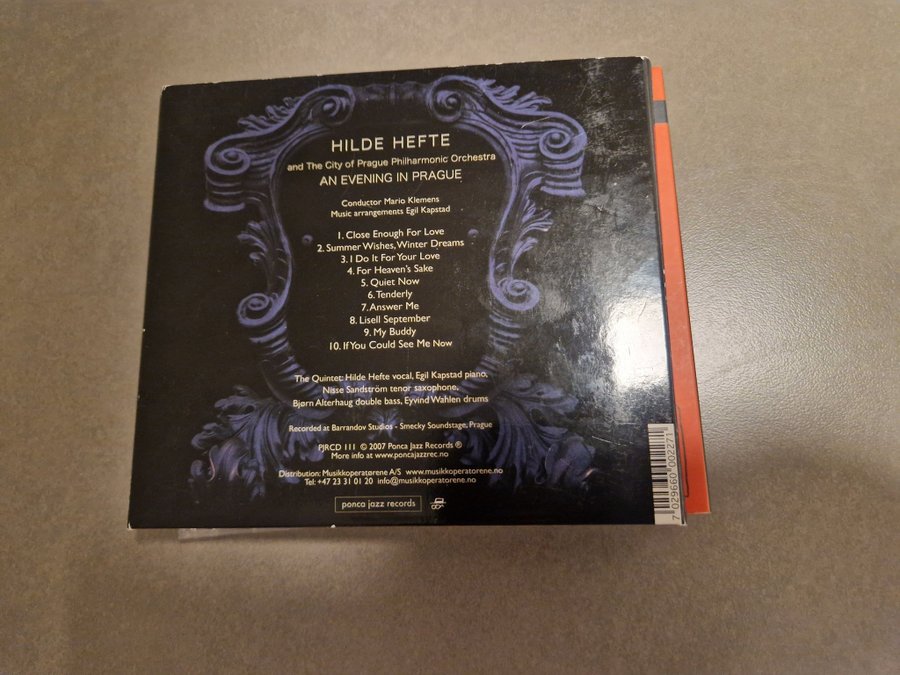 HILDE HEFTE
and The City of Prague Philharmonic Orchestra
AN EVENING IN PRAGUE
Conductor Mario Klemens
Music arrangements Egil Kapstad
1. Close Enough For Love
2. Summer Wishes, Winter Dreams
3. I Do It For Your Love
4. For Heaven's Sake
5. Quiet Now
6. Tenderly
7. Answer Me
8. Lisell September
9. My Buddy
10. If You Could See Me Now
The Quintet: Hilde Hefte vocal, Egil Kapstad piano,
Nisse Sandström tenor saxophone,
Bjørn Alterhaug double bass, Eyvind Wahlen drums
Recorded at Barrandov Studios - Smecky Soundstage, Prague
PJRCD 111 © 2007 Ponca Jazz Records ®
More info at www.poncajazzrec.no
Distribution: Musikkoperatørene A/S www.musikkoperatorene.no
Tel: +47 23 31 01 20 info@musikkoperatorene.no
ponca jazz records
7 029660 002271